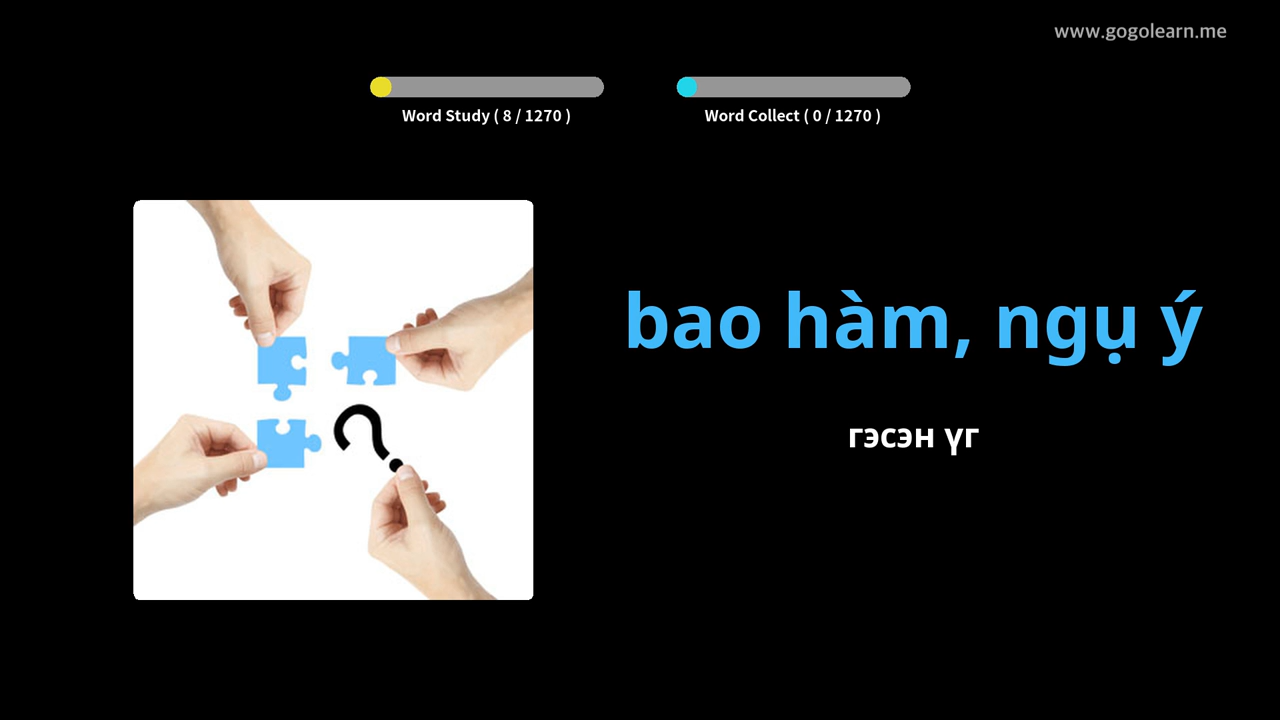 www.gogolearn.me
Word Study ( 8 / 1270 )
Word Collect ( 0 / 1270 )
bao hàm, ngụ ý
гэсэн үг